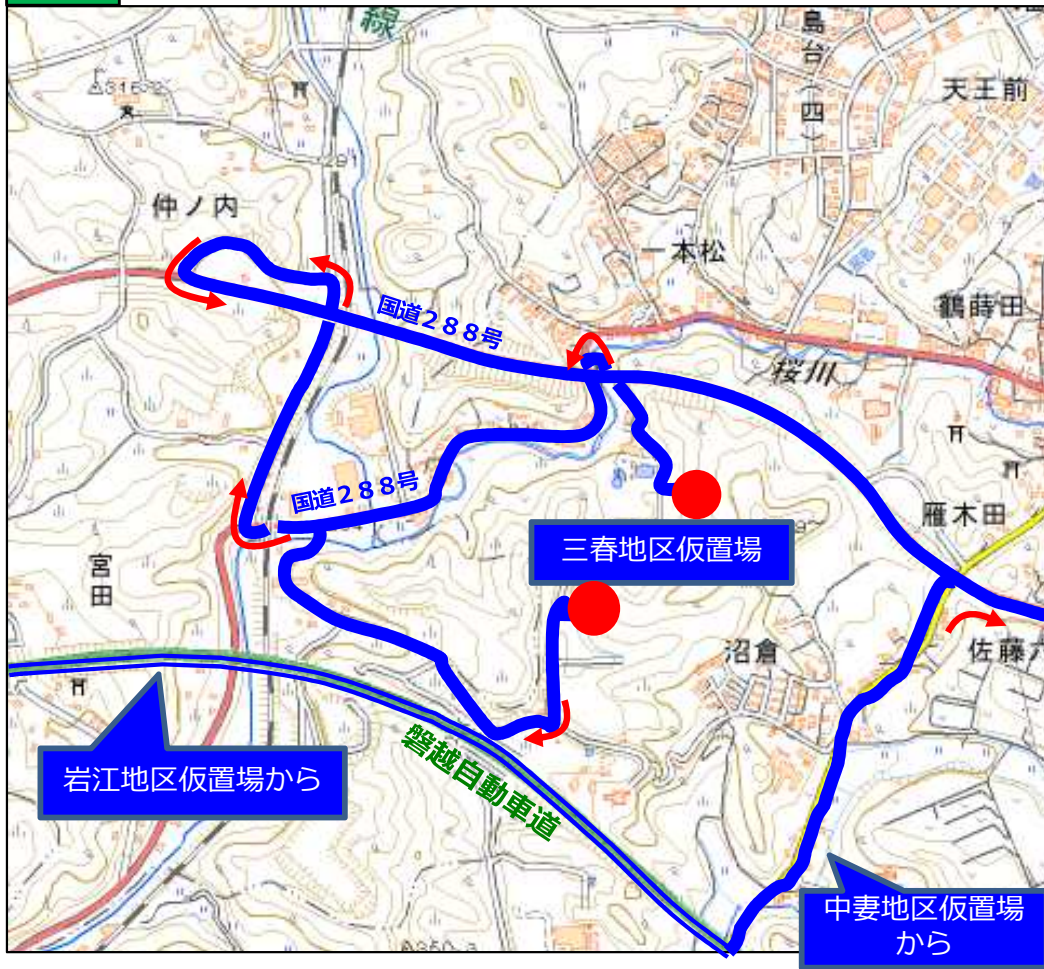 線
島台(四)
天王前
仲ノ内
一本松
国道288号
鶴蒔田
桜川
国道288号
雁木田
三春地区仮置場
宮田
沼倉
岩江地区仮置場から
磐越自動車道
中妻地区仮置場
から